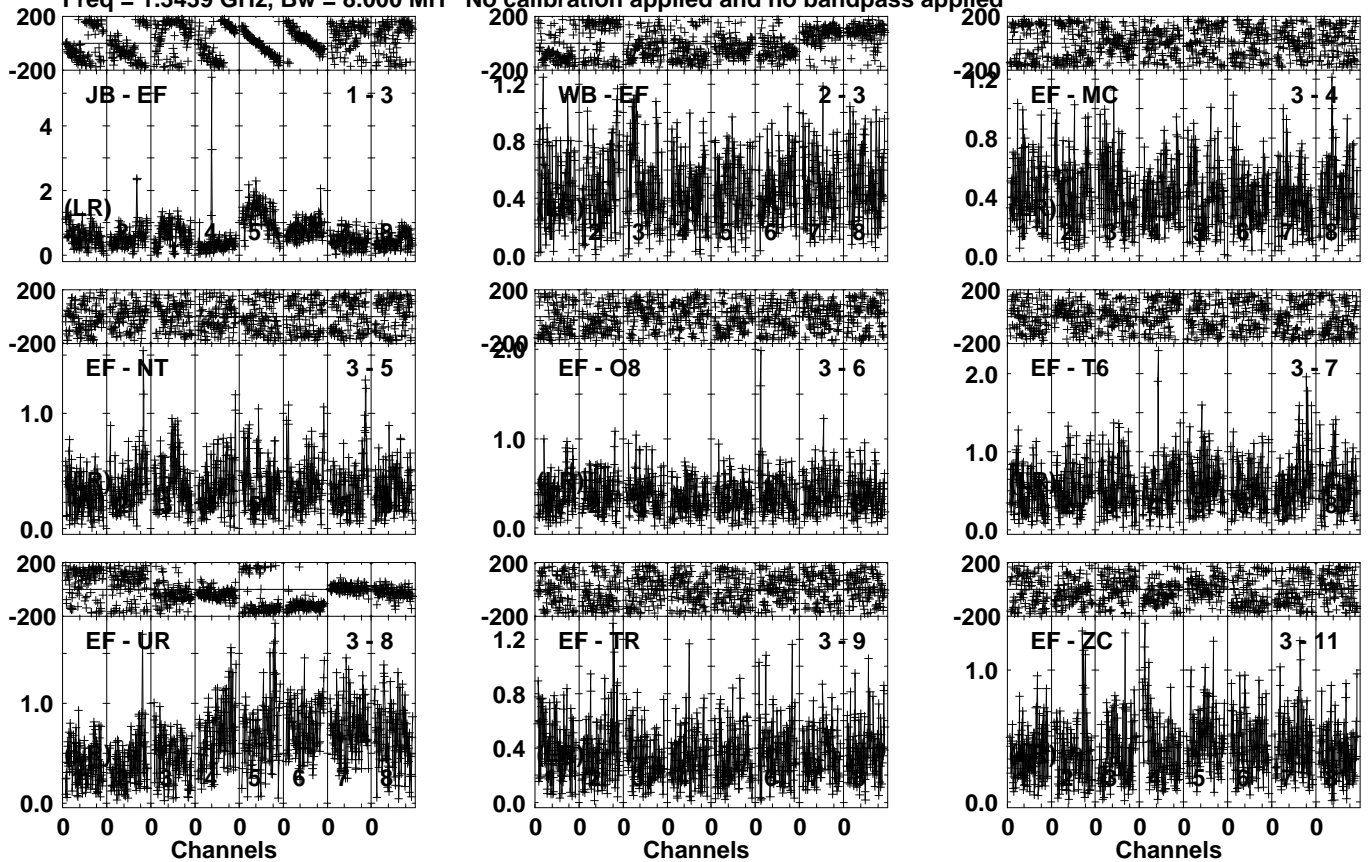 Freq = 1.5459 GHz, Bw = 8.000 MH No calibration applied and no bandpass applied
200 200 200
-200 -200 -200
JB - EF 1 - 3 WB - EF 2 - 3 EF - MC 3 - 4
4 2 0
1.2 0.8 0.4 0.0
1.2 0.8 0.4 0.0
(LR)
4 5
2 3 4 5 6 7 8
1 2 3 4 5 6 7 8
200 200 200
-200 -200 -200
EF - NT 3 - 5 EF - O8 3 - 6 EF - T6 3 - 7
1.0 0.0
2.0 1.0 0.0
2.0 1.0 0.0
200 200 200
-200 -200 -200
EF - UR 3 - 8 EF - TR 3 - 9 EF - ZC 3 - 11
1.0 0.0
1.2 0.8 0.4 0.0
1.0 0.0
3 4 5 6 7 8
0 0 0 0 0 0 0 0 0 0 0 0 0 0 0 0 0 0 0 0 0 0 0 0
Channels Channels Channels